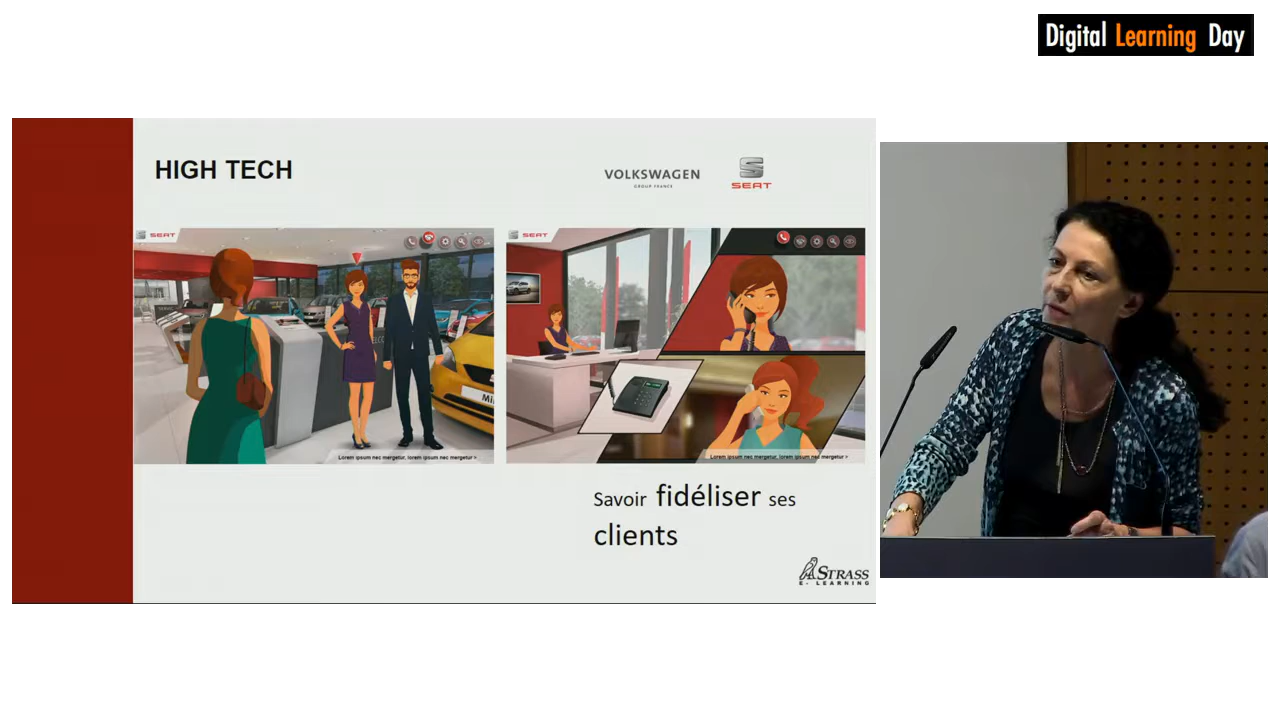 Digital Learning Day
HIGH TECH
VOLKSWAGEN
GROUP FRANCE
SEAT
SEAT
SEAT
Lorem ipsum nec mergetur, lorem ipsum nec mergetur >
Lorem ipsum nec mergetur, lorem ipsum nec mergetur >
Savoir fidéliser ses
clients
STRASS
E- LEARNING